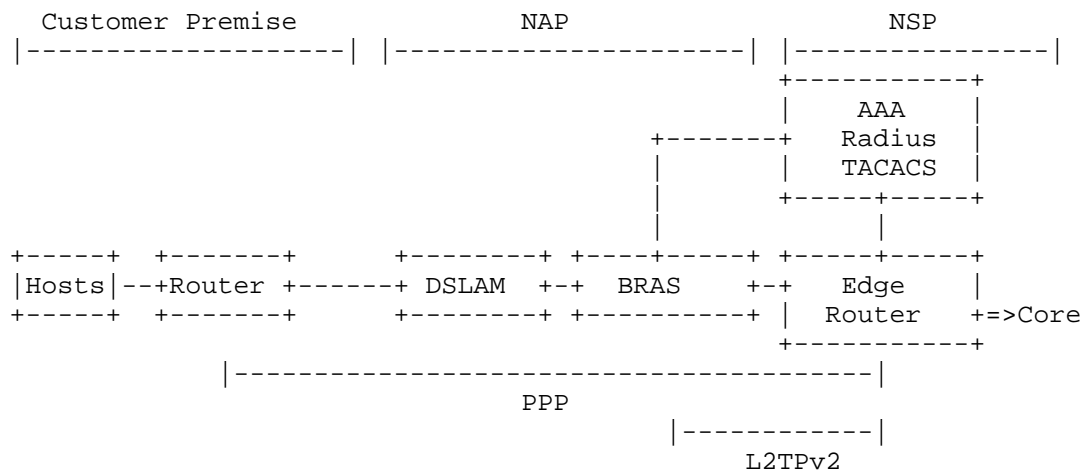 Customer Premise NAP NSP
AAA
Radius
TACACS
Hosts Router DSLAM BRAS Edge
Router =>Core
PPP
L2TPv2